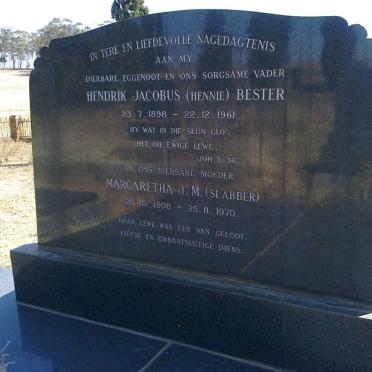 IN TERE EN LIEFDEVOLLE NAGEDAGTENIS
AAN MY
DIERBARE EGGENOOT EN ONS SORGSAME VADER
HENDRIK JACOBUS (HENNIE) BESTER
23.7.1898 – 22.12.1961.
HY WAT IN DIE SEUN GLO,
HET DIE EWIGE LEWE.
JOH 3:36.
EN ONS DIERBARE MOEDER
MARGARETHA J.M. (SLABBER)
26.10.1908 – 25.11.1970.
HAAR LEWE WAS EEN VAN GELOOF,
LIEFDE EN ONBAATSUGTIGE DIENS.